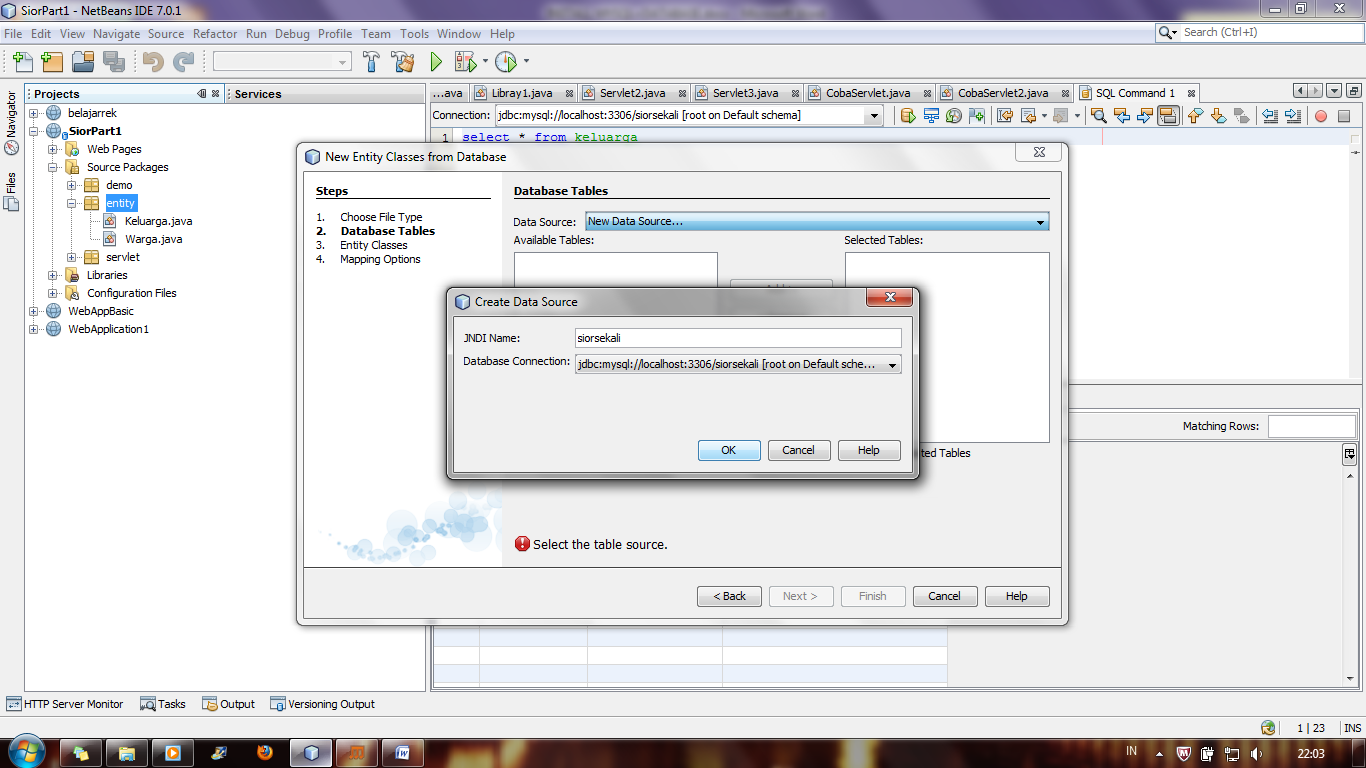 SiorPart1 - NetBeans IDE 7.0.1
File Edit View Navigate Source Refactor Run Debug Profile Team Tools Window Help
Search (Ctrl+I)
Navigator
Files
Projects
Services
belajarrek
SiorPart1
Web Pages
Source Packages
demo
entity
Keluarga.java
Warga.java
servlet
Libraries
Configuration Files
WebAppBasic
WebApplication1
...ava Libray1.java Servlet2.java Servlet3.java CobaServlet.java CobaServlet2.java SQL Command 1
Connection: jdbc:mysql://localhost:3306/siorsekali [root on Default schema]
1 select * from keluarga
New Entity Classes from Database
Steps
1. Choose File Type
2. Database Tables
3. Entity Classes
4. Mapping Options
Database Tables
Data Source: New Data Source...
Available Tables: Selected Tables:
Create Data Source
JNDI Name: siorsekali
Database Connection: jdbc:mysql://localhost:3306/siorsekali [root on Default sche...
OK Cancel Help
ted Tables
Select the table source.
< Back Next > Finish Cancel Help
Matching Rows:
HTTP Server Monitor Tasks Output Versioning Output
1 | 23 INS
IN 22:03